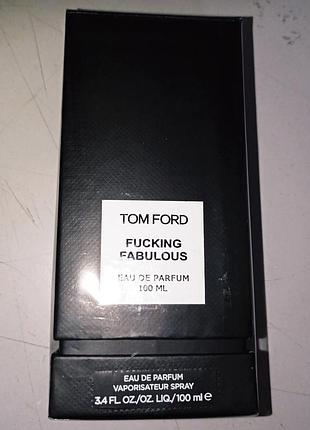 TOM FORD
FUCKING
FABULOUS
EAU DE PARFUM
100 ML
EAU DE PARFUM
VAPORISATEUR SPRAY
3.4 FL. OZ/OZ. LIQ./100 ml ℮